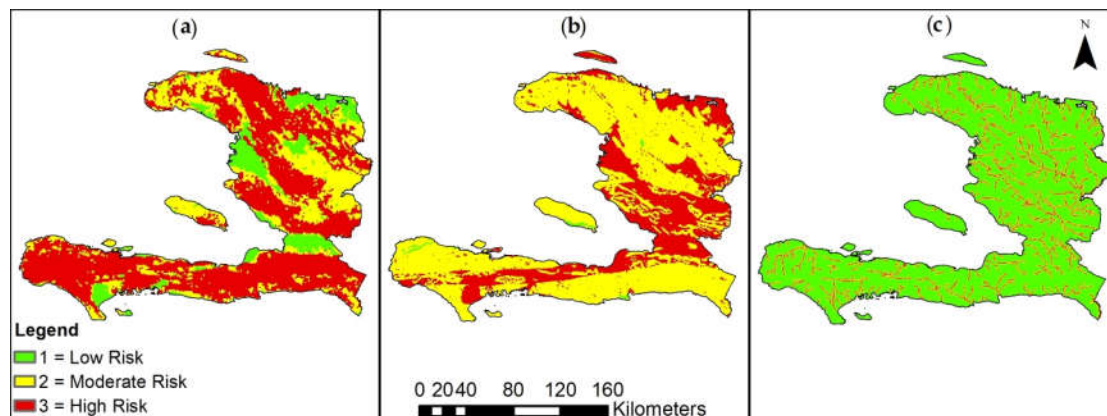 (a)
(b)
(c)
N
Legend
1 = Low Risk
2 = Moderate Risk
3 = High Risk
0 20 40 80 120 160
Kilometers